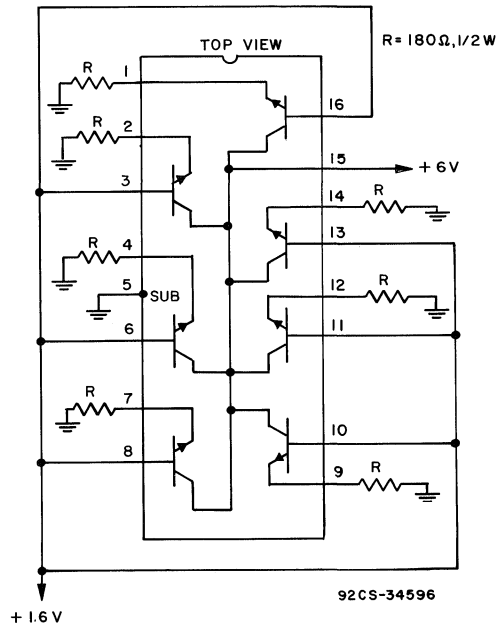 TOP VIEW
R=180Ω,1/2W
R
1
16
R
2
15
+6V
3
14
R
13
R
4
5
SUB
12
R
6
11
R
7
10
8
9
R
92CS-34596
+1.6V